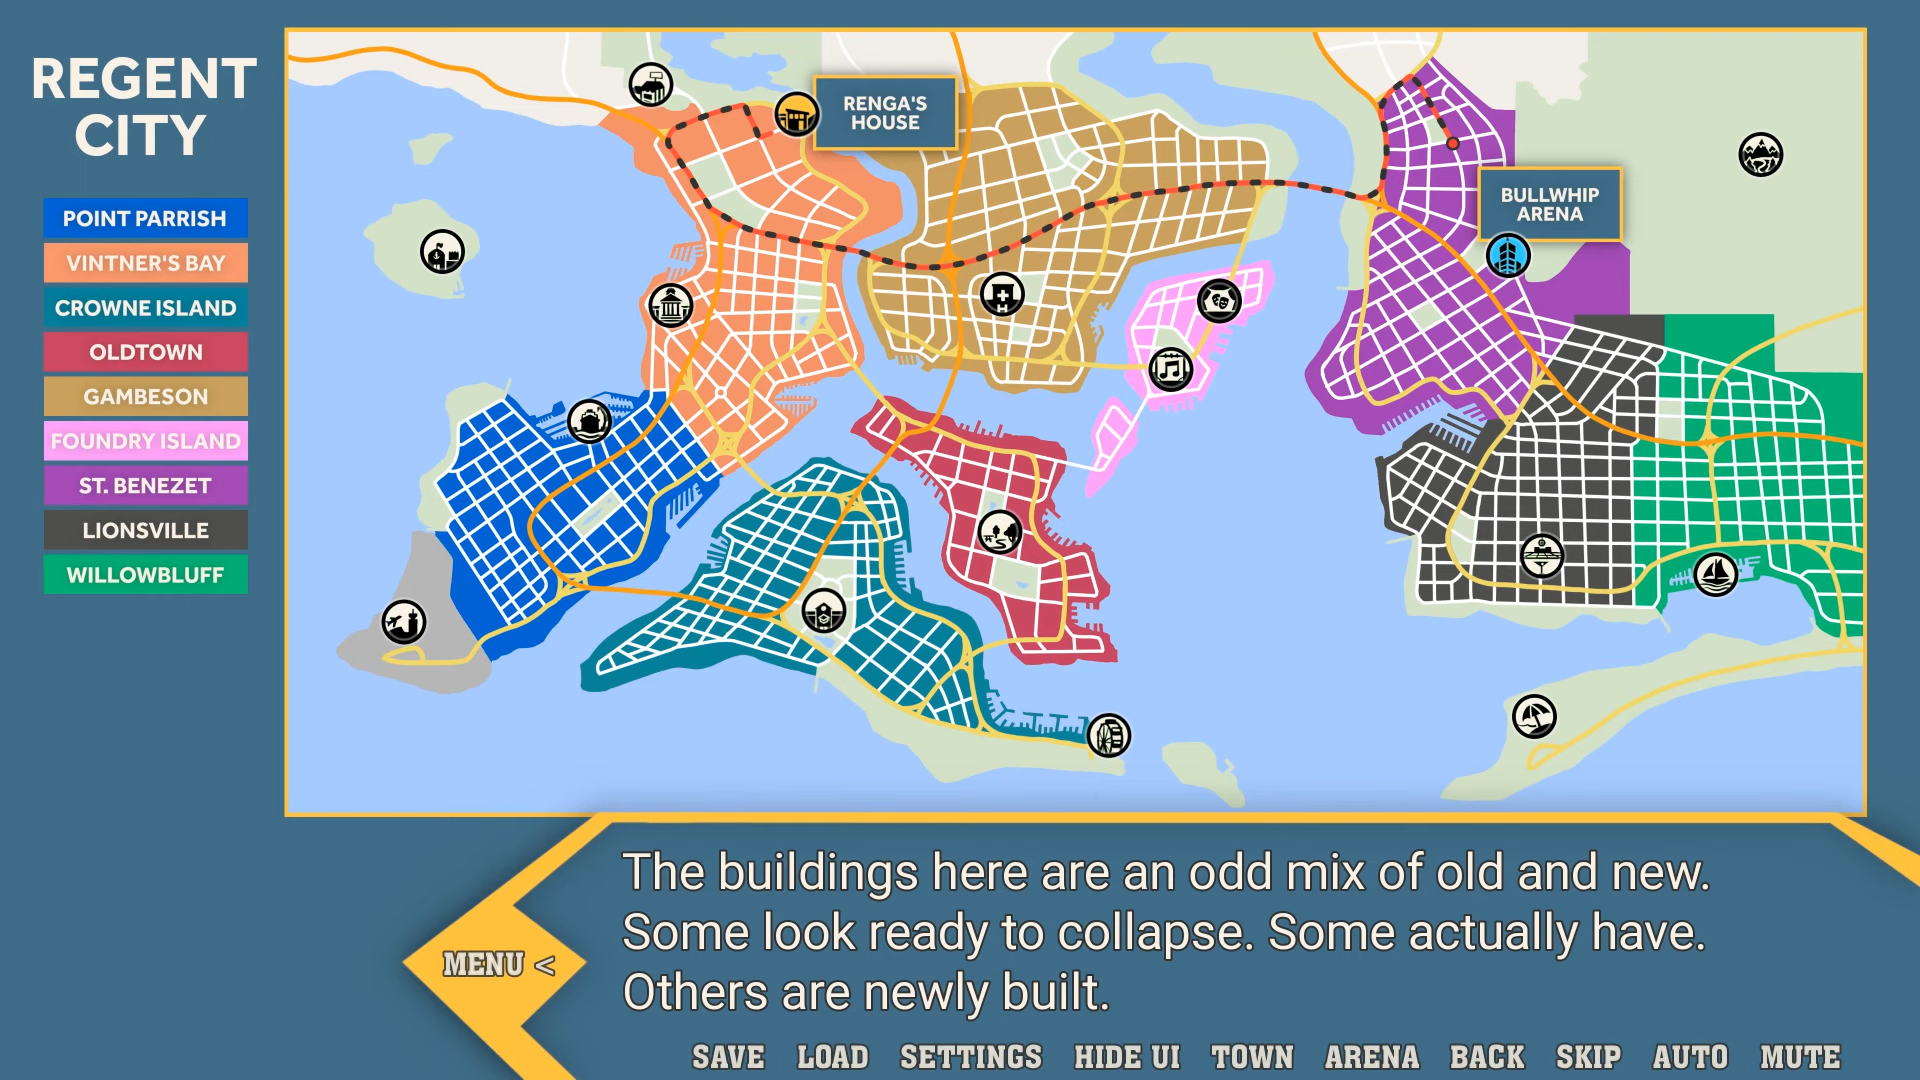 REGENT
CITY
POINT PARRISH
VINTNER'S BAY
CROWNE ISLAND
OLDTOWN
GAMBESON
FOUNDRY ISLAND
ST. BENEZET
LIONSVILLE
WILLOWBLUFF
RENGA'S
HOUSE
BULLWHIP
ARENA
H
The buildings here are an odd mix of old and new.
Some look ready to collapse. Some actually have.
Others are newly built.
MENU <
SAVE LOAD SETTINGS HIDE UI TOWN ARENA BACK SKIP AUTO MUTE